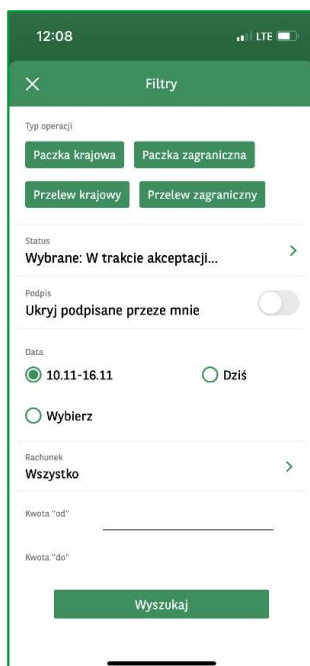 12:08 LTE
Filtry
Typ operacji
Paczka krajowa Paczka zagraniczna
Przelew krajowy Przelew zagraniczny
Status
Wybrane: W trakcie akceptacji...
Podpis
Ukryj podpisane przeze mnie
Data
10.11-16.11 Dziś
Wybierz
Rachunek
Wszystko
Kwota "od"
Kwota "do"
Wyszukaj